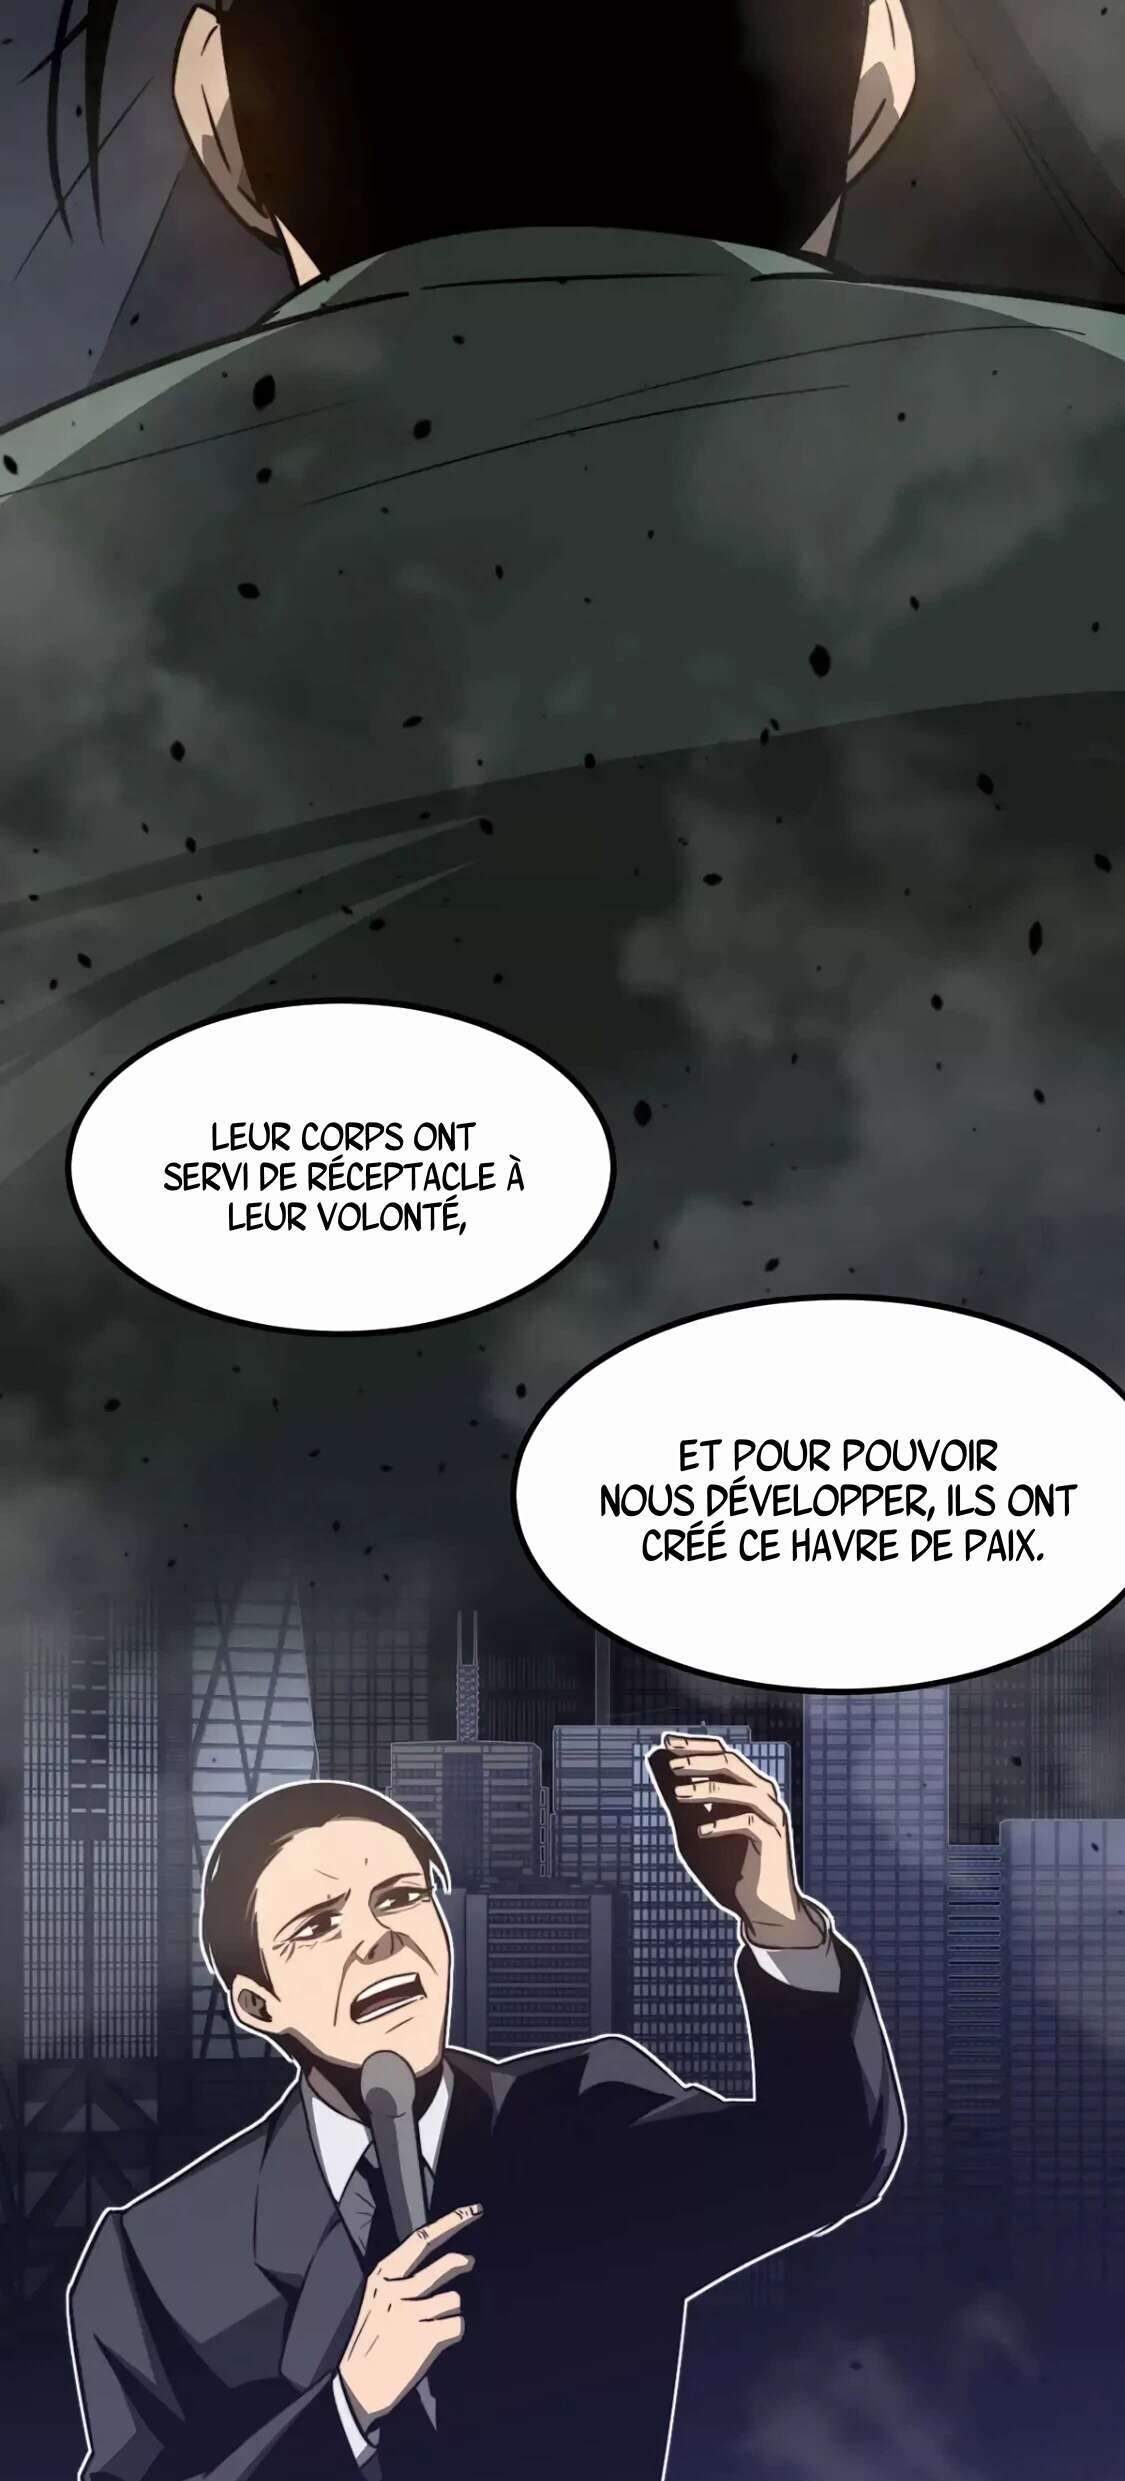 LEUR CORPS ONT
SERVI DE RÉCEPTACLE À
LEUR VOLONTÉ,
ET POUR POUVOIR
NOUS DÉVELOPPER, ILS ONT
CRÉÉ CE HAVRE DE PAIX.